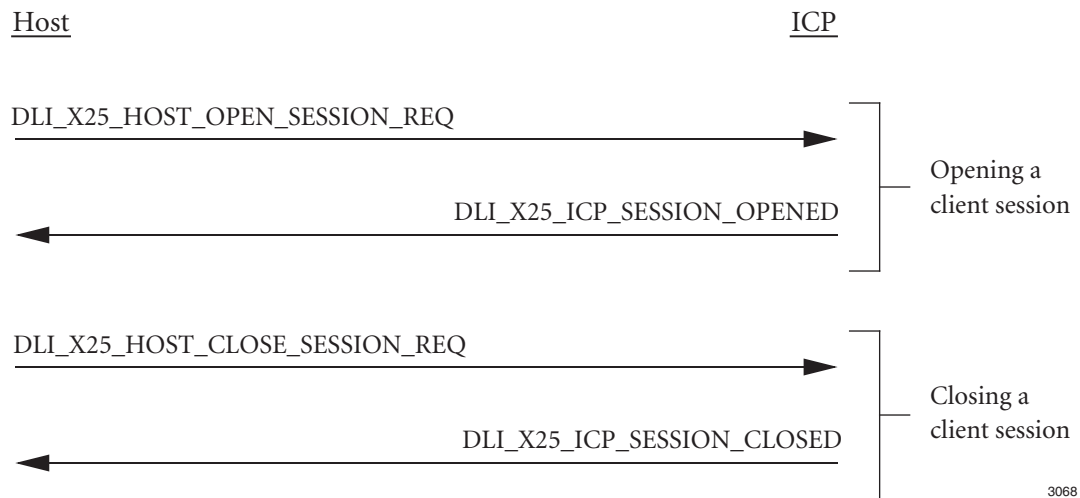 Host
ICP
DLI_X25_HOST_OPEN_SESSION_REQ
DLI_X25_ICP_SESSION_OPENED
Opening a
client session
DLI_X25_HOST_CLOSE_SESSION_REQ
DLI_X25_ICP_SESSION_CLOSED
Closing a
client session
3068